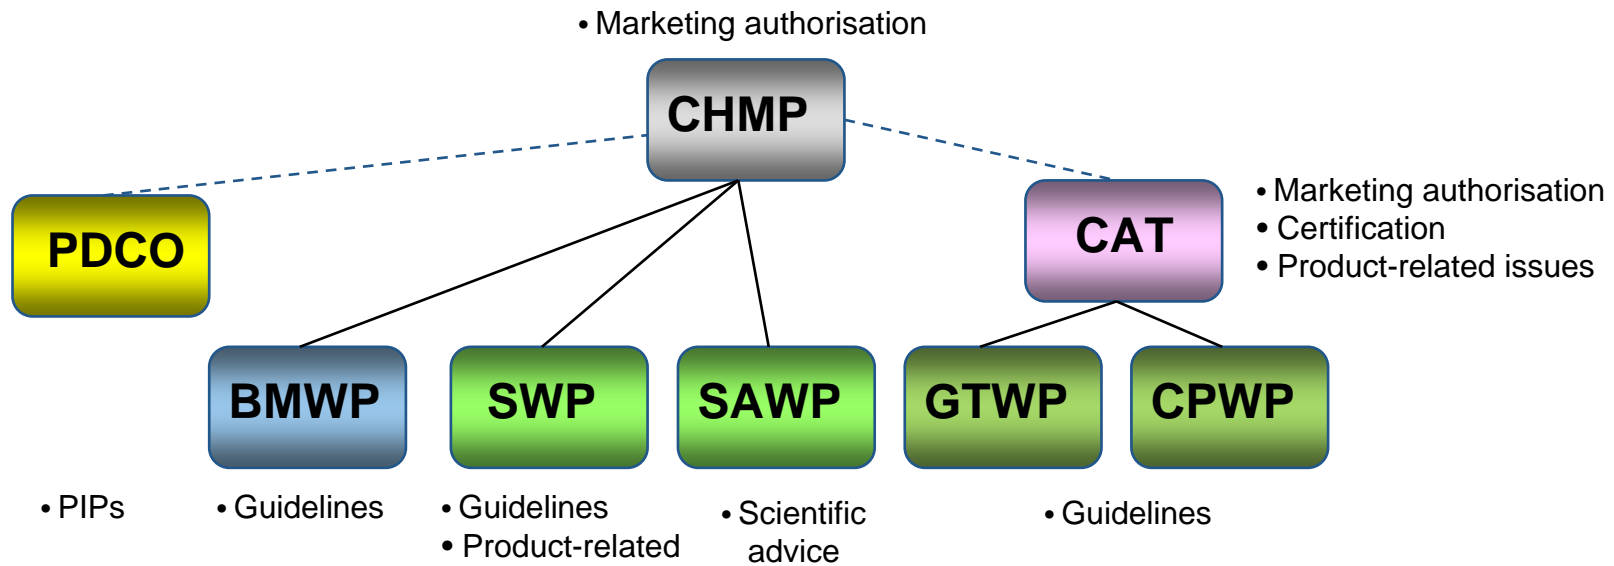 • Marketing authorisation
CHMP
PDCO
CAT
• Marketing authorisation
• Certification
• Product-related issues
BMWP
SWP
SAWP
GTWP
CPWP
• PIPs
• Guidelines
• Guidelines
• Product-related
• Scientific
advice
• Guidelines